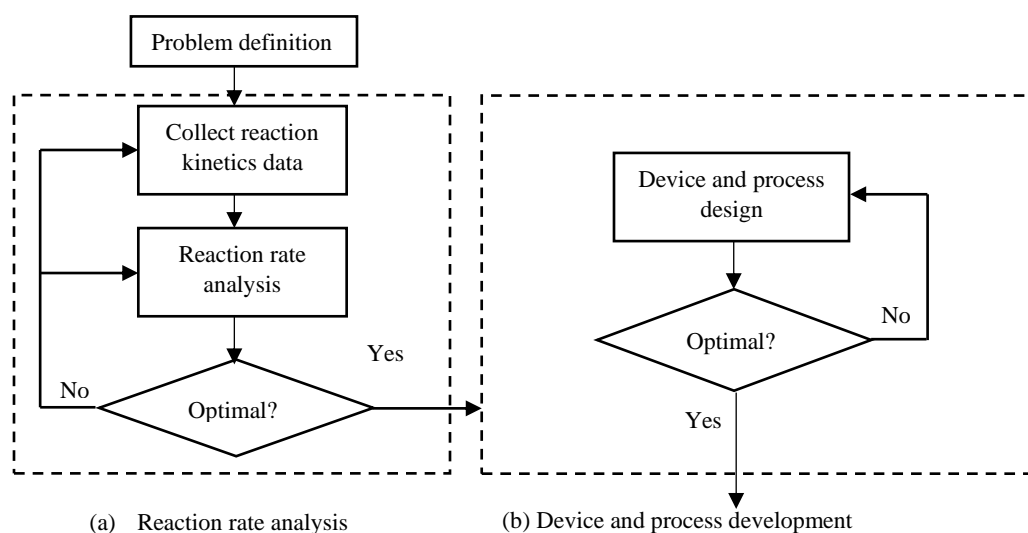 Problem definition
Collect reaction
kinetics data
Reaction rate
analysis
Yes
No
Optimal?
(a) Reaction rate analysis
Device and process
design
No
Optimal?
Yes
(b) Device and process development